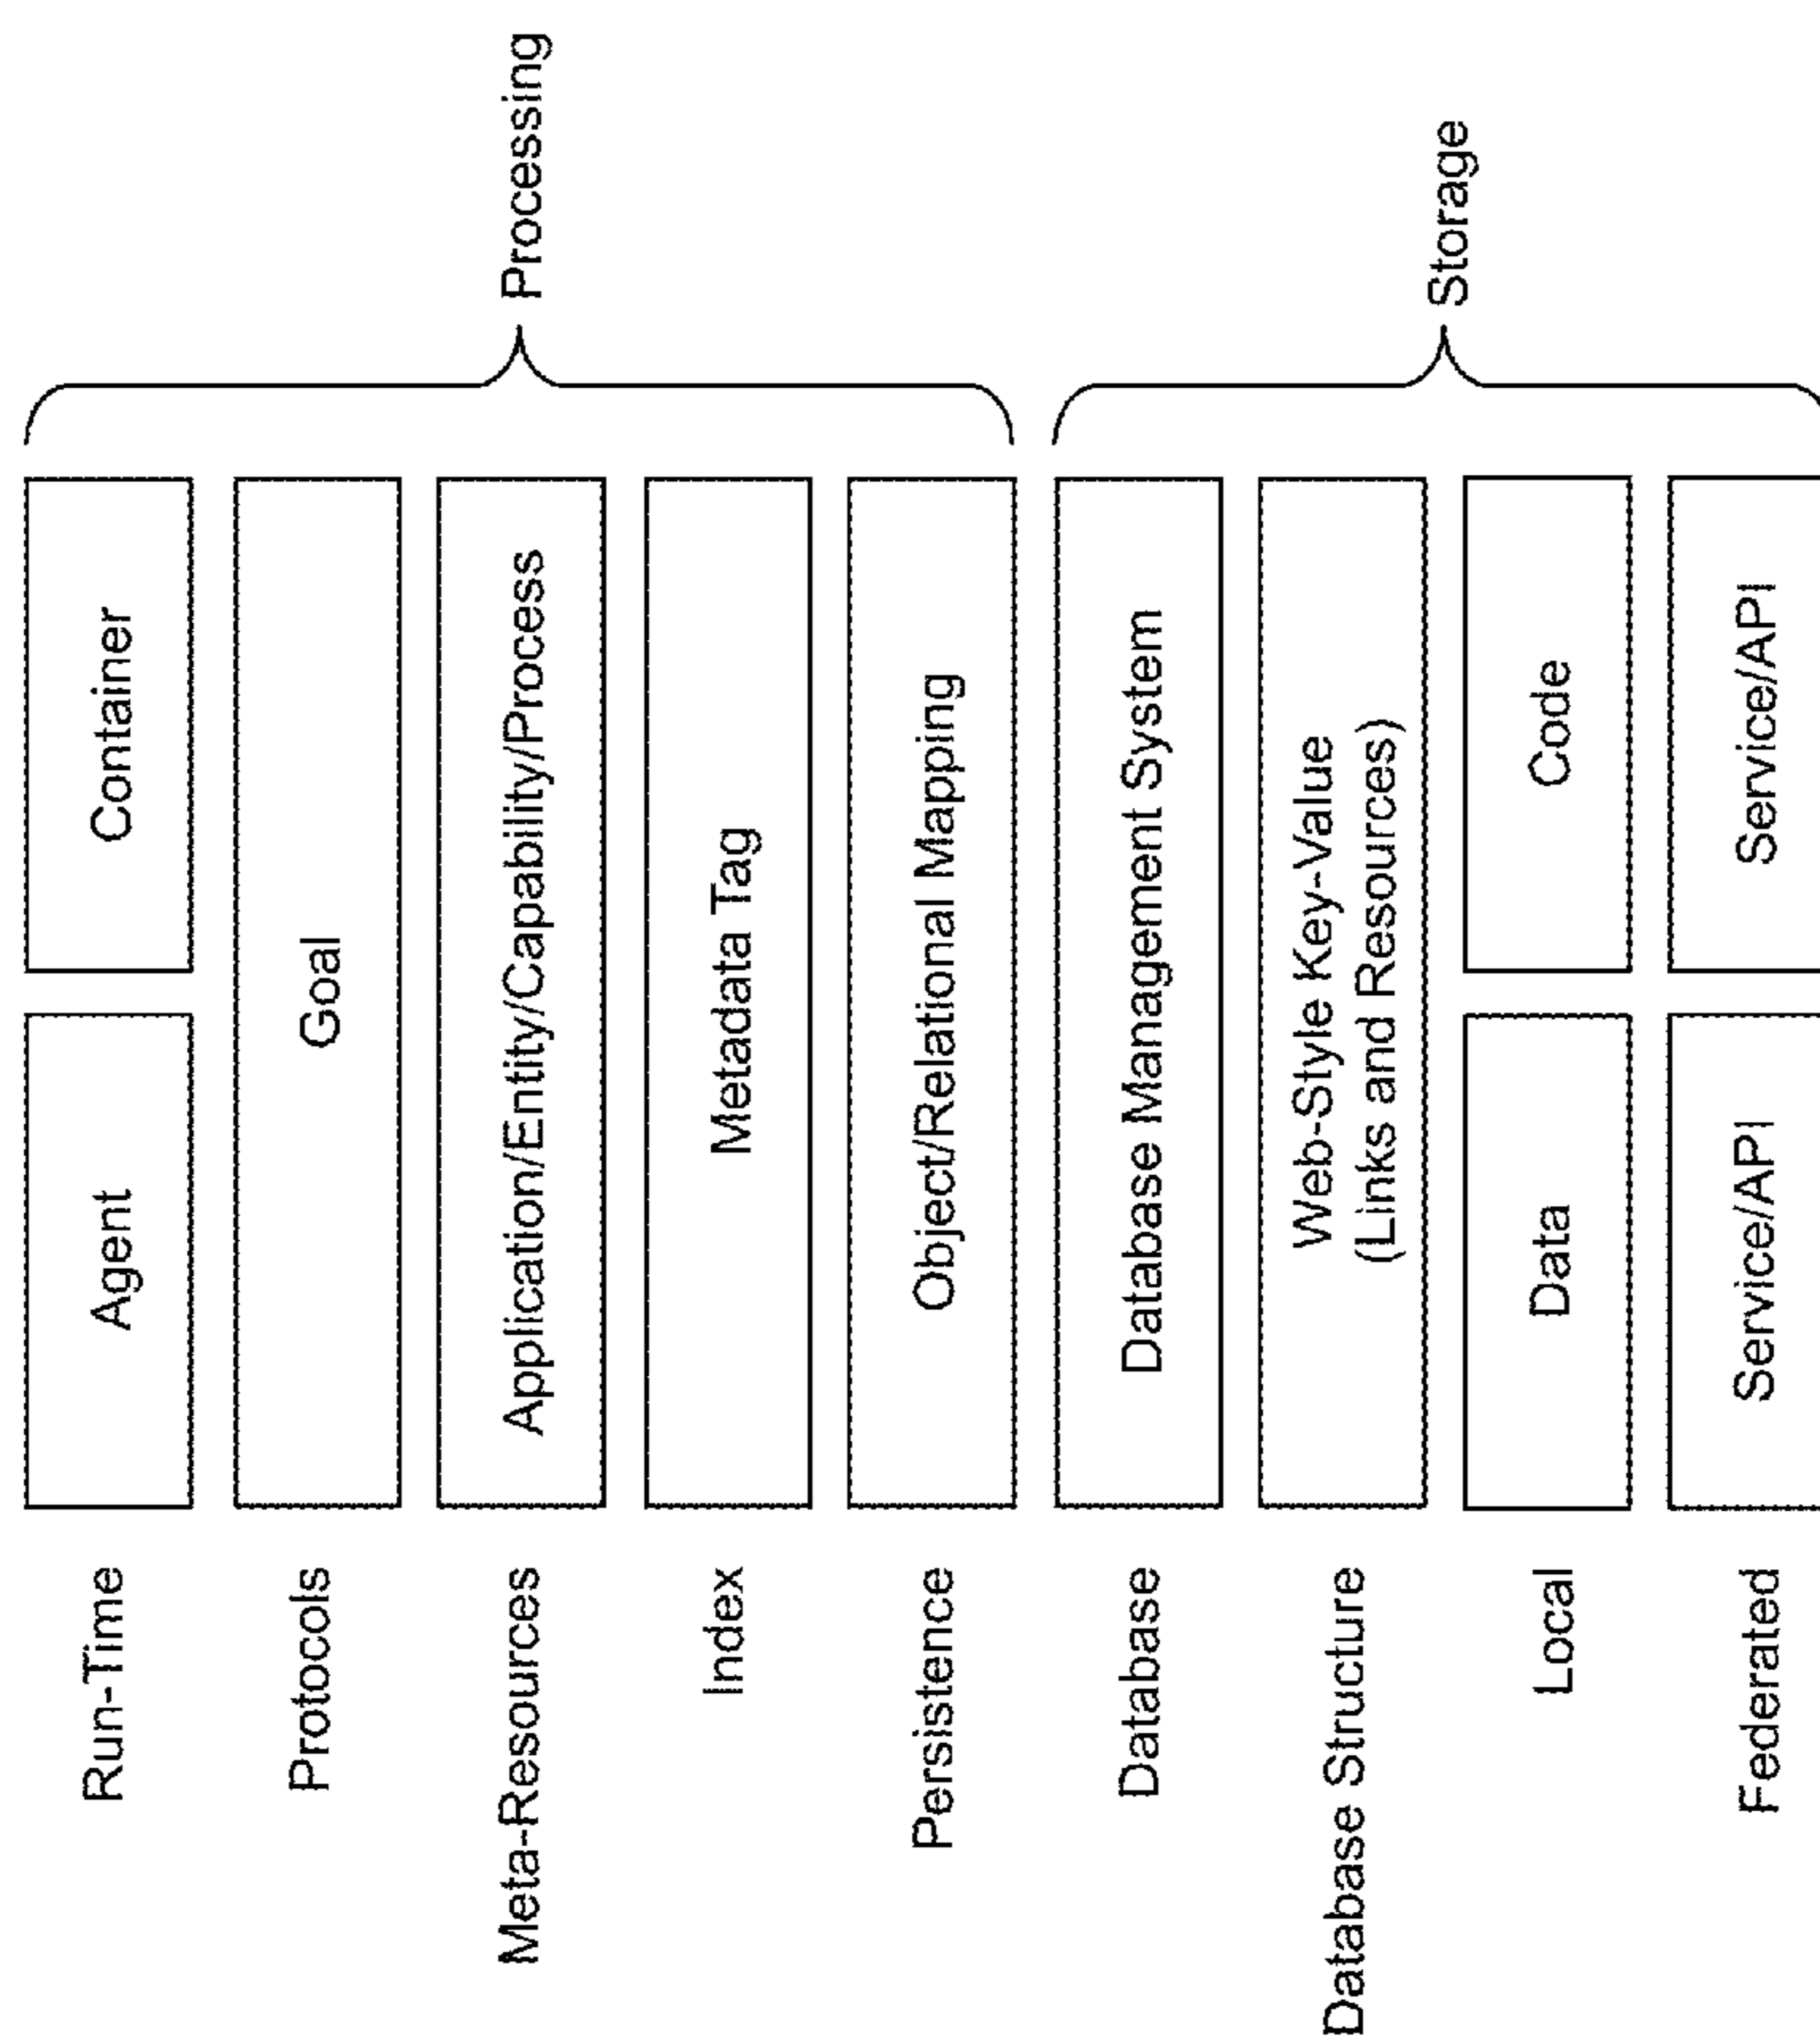 Run-Time
Agent
Container
Protocols
Goal
Meta-Resources
Application/Entity/Capability/Process
Processing
Index
Metadata Tag
Persistence
Object/Relational Mapping
Database
Database Management System
Database Structure
Web-Style Key-Value
(Links and Resources)
Storage
Local
Data
Code
Federated
Service/API
Service/API